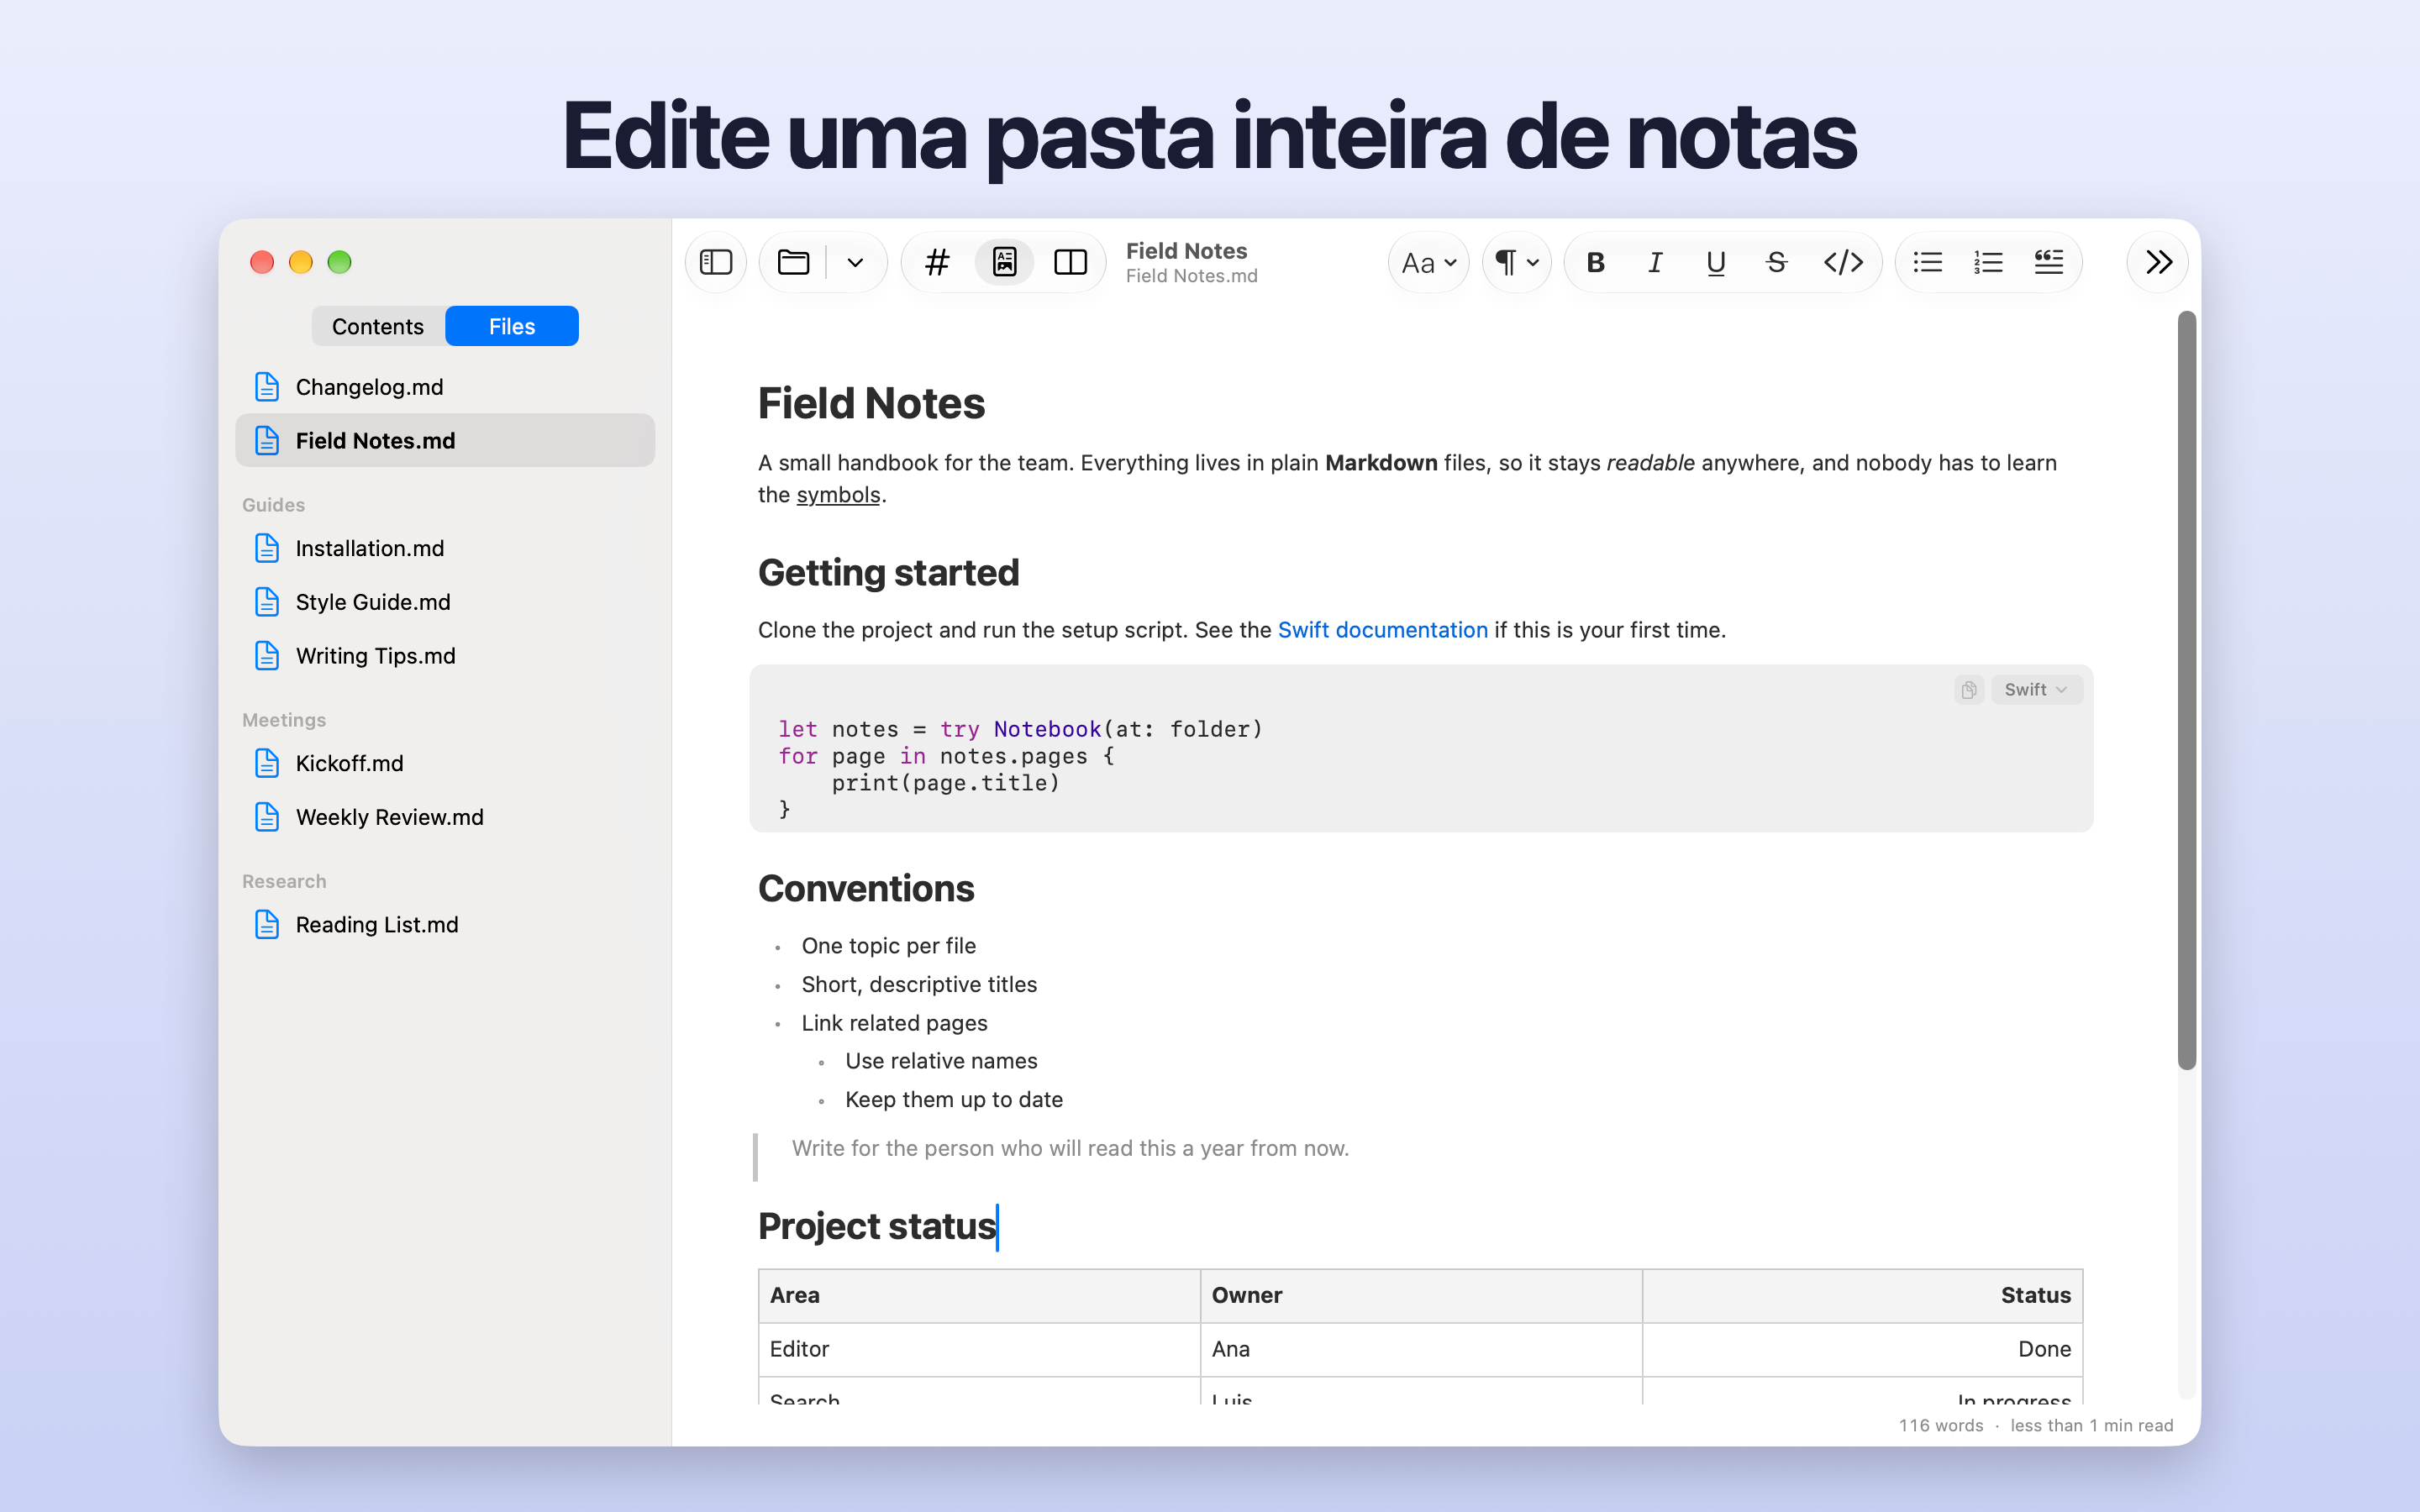 Edite uma pasta inteira de notas
Contents
Files
Changelog.md
Field Notes.md
Guides
Installation.md
Style Guide.md
Writing Tips.md
Meetings
Kickoff.md
Weekly Review.md
Research
Reading List.md
Field Notes
Field Notes.md
Aa
B I U S </>
Field Notes
A small handbook for the team. Everything lives in plain Markdown files, so it stays readable anywhere, and nobody has to learn
the symbols.
Getting started
Clone the project and run the setup script. See the Swift documentation if this is your first time.
Swift
let notes = try Notebook(at: folder)
for page in notes.pages {
    print(page.title)
}
Conventions
One topic per file
Short, descriptive titles
Link related pages
Use relative names
Keep them up to date
Write for the person who will read this a year from now.
Project status
Area Owner Status
Editor Ana Done
Search Luis In progress
116 words · less than 1 min read